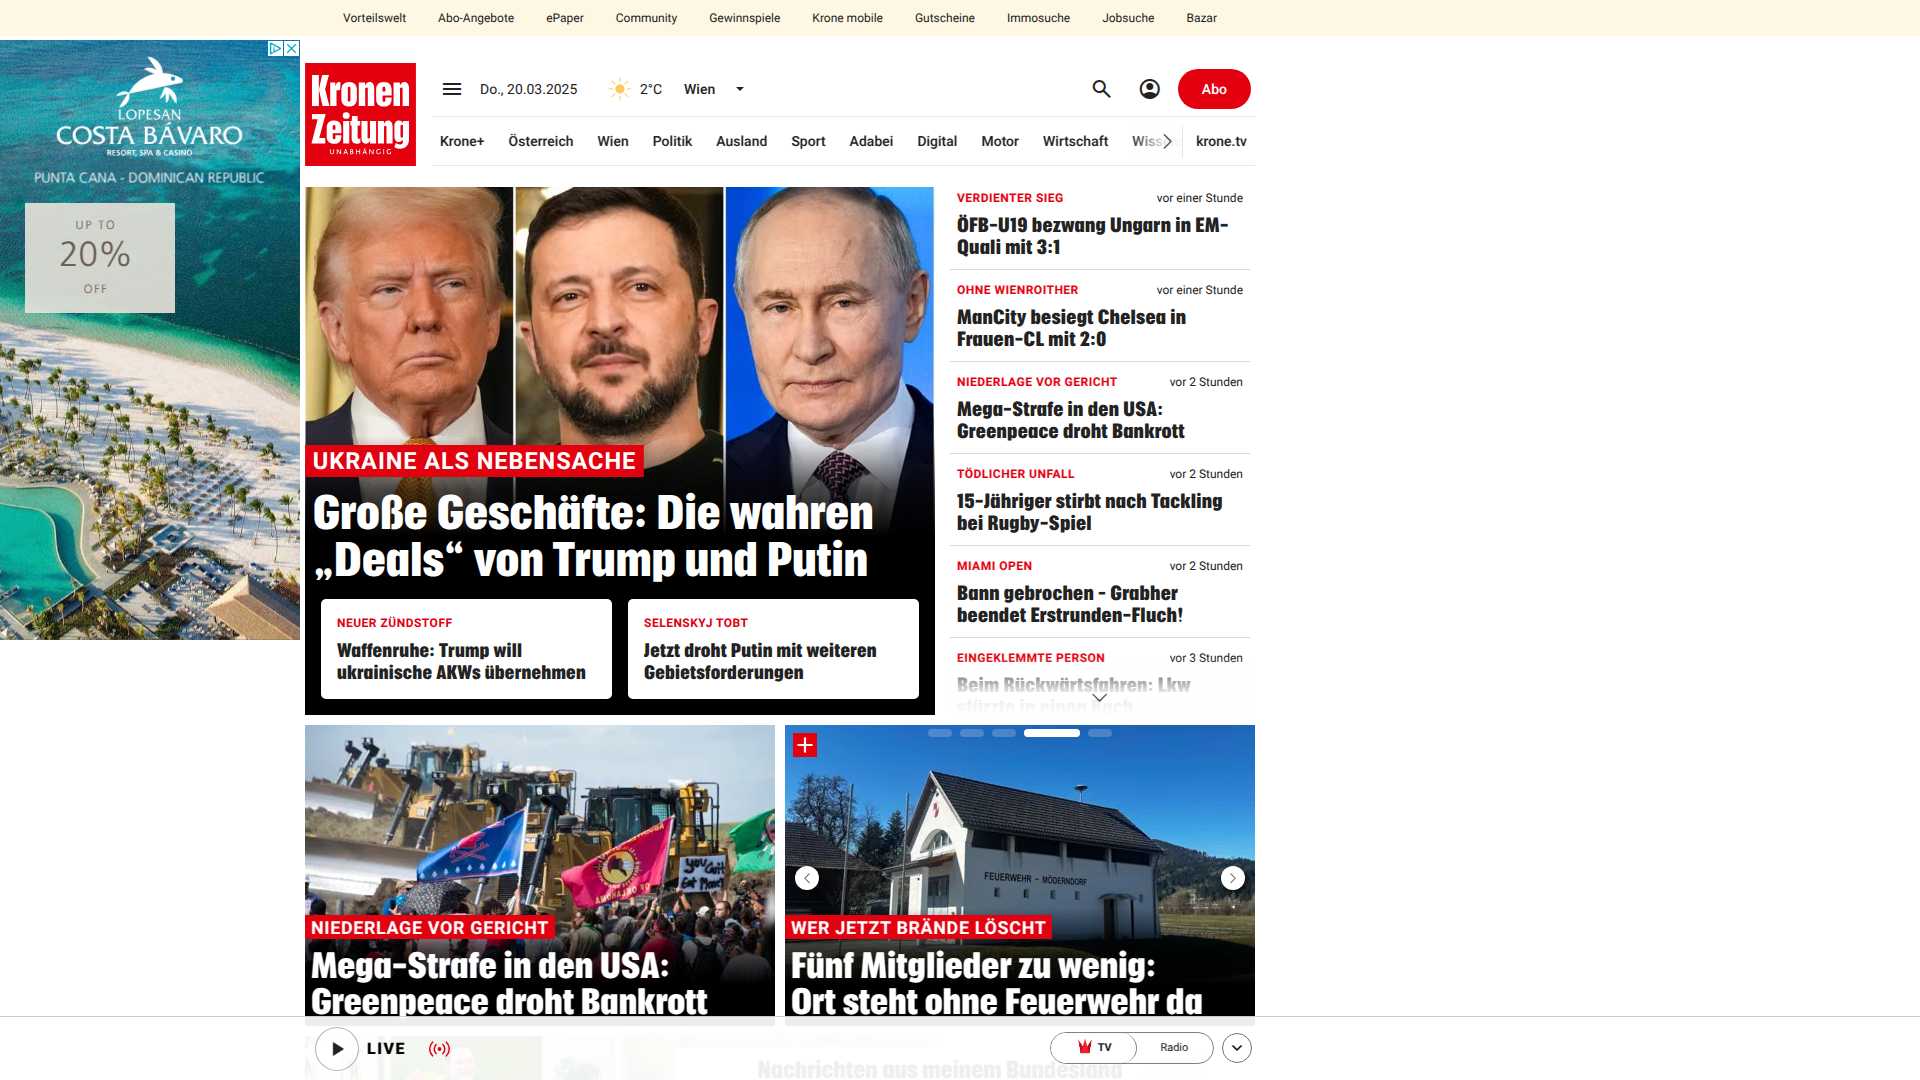 Vorteilswelt Abo-Angebote ePaper Community Gewinnspiele Krone mobile Gutscheine Immosuche Jobsuche Bazar
LOPESAN
COSTA BÁVARO
RESORT, SPA & CASINO
PUNTA CANA - DOMINICAN REPUBLIC
UP TO
20%
OFF
Kronen
Zeitung
UNABHÄNGIG
Do., 20.03.2025 2°C Wien
Abo
Krone+ Österreich Wien Politik Ausland Sport Adabei Digital Motor Wirtschaft Wiss krone.tv
UKRAINE ALS NEBENSACHE
Große Geschäfte: Die wahren
„Deals“ von Trump und Putin
NEUER ZÜNDSTOFF
Waffenruhe: Trump will
ukrainische AKWs übernehmen
SELENSKYJ TOBT
Jetzt droht Putin mit weiteren
Gebietsforderungen
VERDIENTER SIEG vor einer Stunde
ÖFB-U19 bezwang Ungarn in EM-
Quali mit 3:1
OHNE WIENROITHER vor einer Stunde
ManCity besiegt Chelsea in
Frauen-CL mit 2:0
NIEDERLAGE VOR GERICHT vor 2 Stunden
Mega-Strafe in den USA:
Greenpeace droht Bankrott
TÖDLICHER UNFALL vor 2 Stunden
15-Jähriger stirbt nach Tackling
bei Rugby-Spiel
MIAMI OPEN vor 2 Stunden
Bann gebrochen - Grabher
beendet Erstrunden-Fluch!
EINGEKLEMMTE PERSON vor 3 Stunden
Beim Rückwärtsfahren: Lkw
stürzte in einen Bach
you Can't
Eat Money
NIEDERLAGE VOR GERICHT
Mega-Strafe in den USA:
Greenpeace droht Bankrott
FEUERWEHR - MÖDERNDORF
WER JETZT BRÄNDE LÖSCHT
Fünf Mitglieder zu wenig:
Ort steht ohne Feuerwehr da
LIVE
TV Radio
Nachrichten aus meinem Bundesland